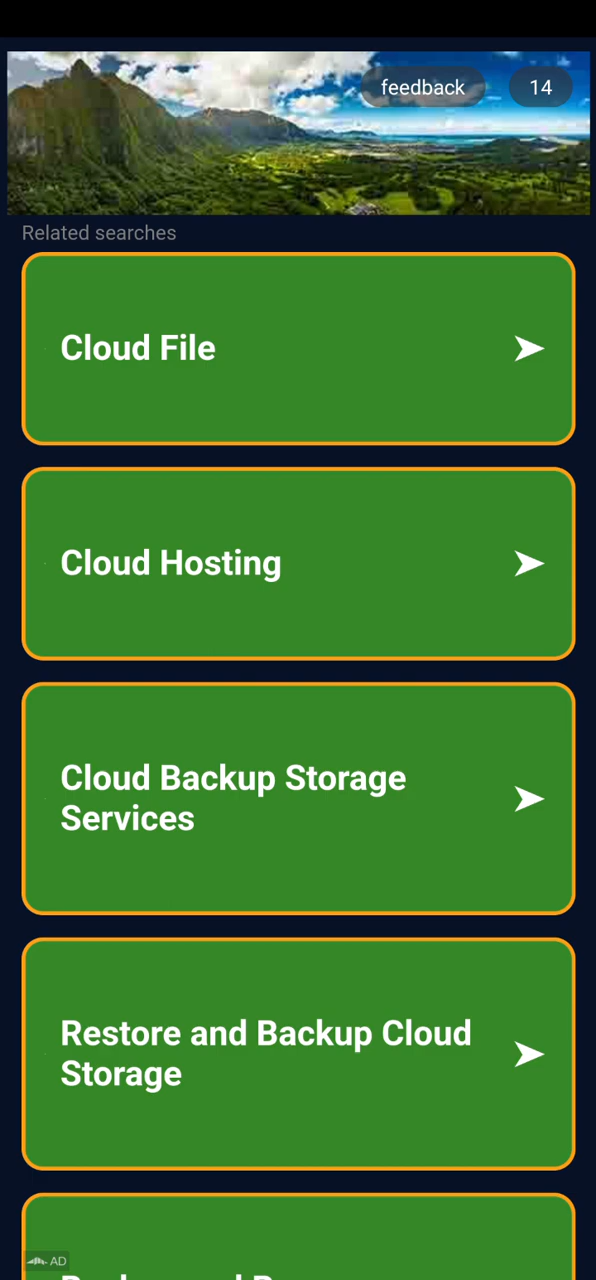 feedback
14
Related searches
Cloud File
Cloud Hosting
Cloud Backup Storage
Services
Restore and Backup Cloud
Storage
AD